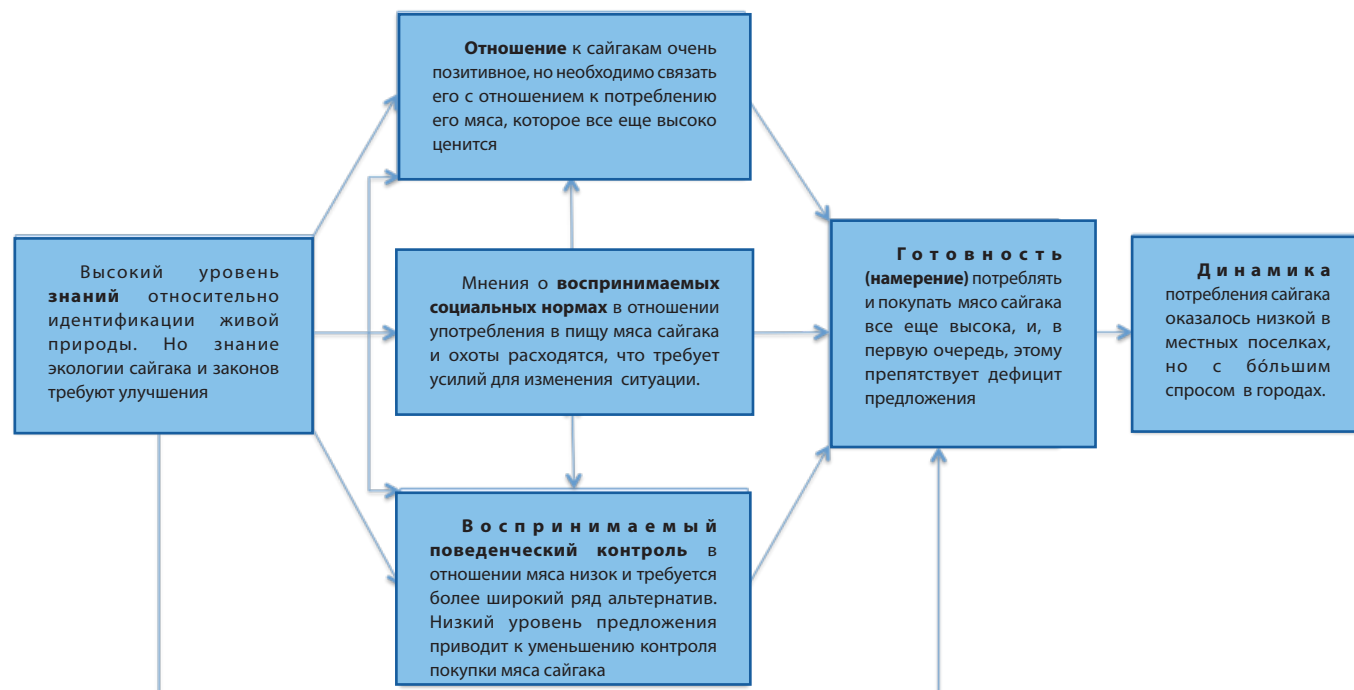 Отношение к сайгакам очень
позитивное, но необходимо связать
его с отношением к потреблению
его мяса, которое все еще высоко
ценится
Высокий уровень
знаний относительно
идентификации живой
природы. Но знание
экологии сайгака и законов
требуют улучшения
Мнения о воспринимаемых
социальных нормах в отношении
употребления в пищу мяса сайгака
и охоты расходятся, что требует
усилий для изменения ситуации.
Готовность
(намерение) потреблять
и покупать мясо сайгака
все еще высока, и, в
первую очередь, этому
препятствует дефицит
предложения
Динамика
потребления сайгака
оказалось низкой в
местных поселках,
но с бо́льшим
спросом в городах.
Воспринимаемый
поведенческий контроль в
отношении мяса низок и требуется
более широкий ряд альтернатив.
Низкий уровень предложения
приводит к уменьшению контроля
покупки мяса сайгака